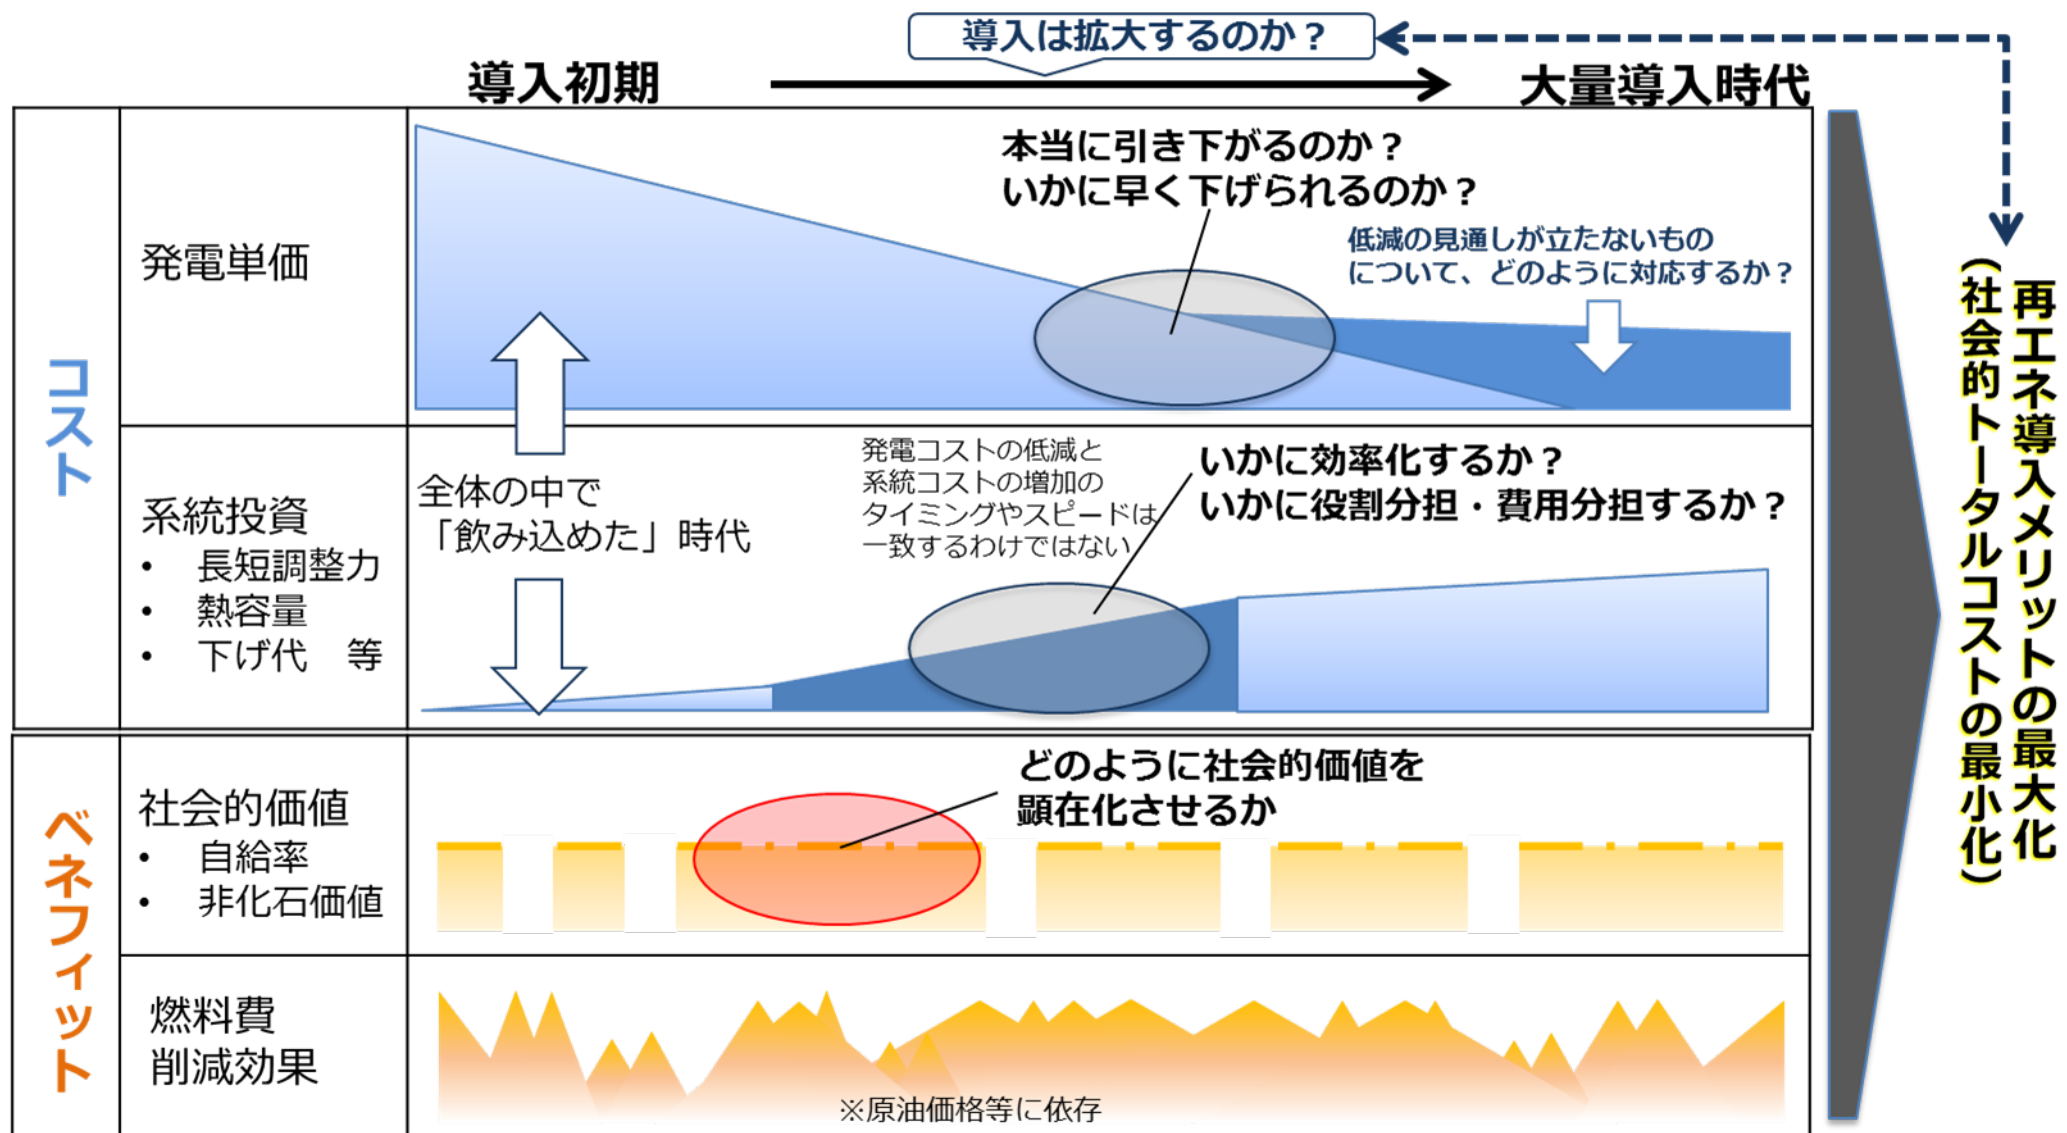 導入は拡大するのか？
導入初期
大量導入時代
コスト
発電単価
本当に引き下がるのか？
いかに早く下げられるのか？
低減の見通しが立たないもの
について、どのように対応するか？
系統投資
• 長短調整力
• 熱容量
• 下げ代　等
全体の中で
「飲み込めた」時代
発電コストの低減と
系統コストの増加の
タイミングやスピードは
一致するわけではない
いかに効率化するか？
いかに役割分担・費用分担するか？
ベネフィット
社会的価値
• 自給率
• 非化石価値
どのように社会的価値を
顕在化させるか
燃料費
削減効果
※原油価格等に依存
再エネ導入メリットの最大化
（社会的トータルコストの最小化）